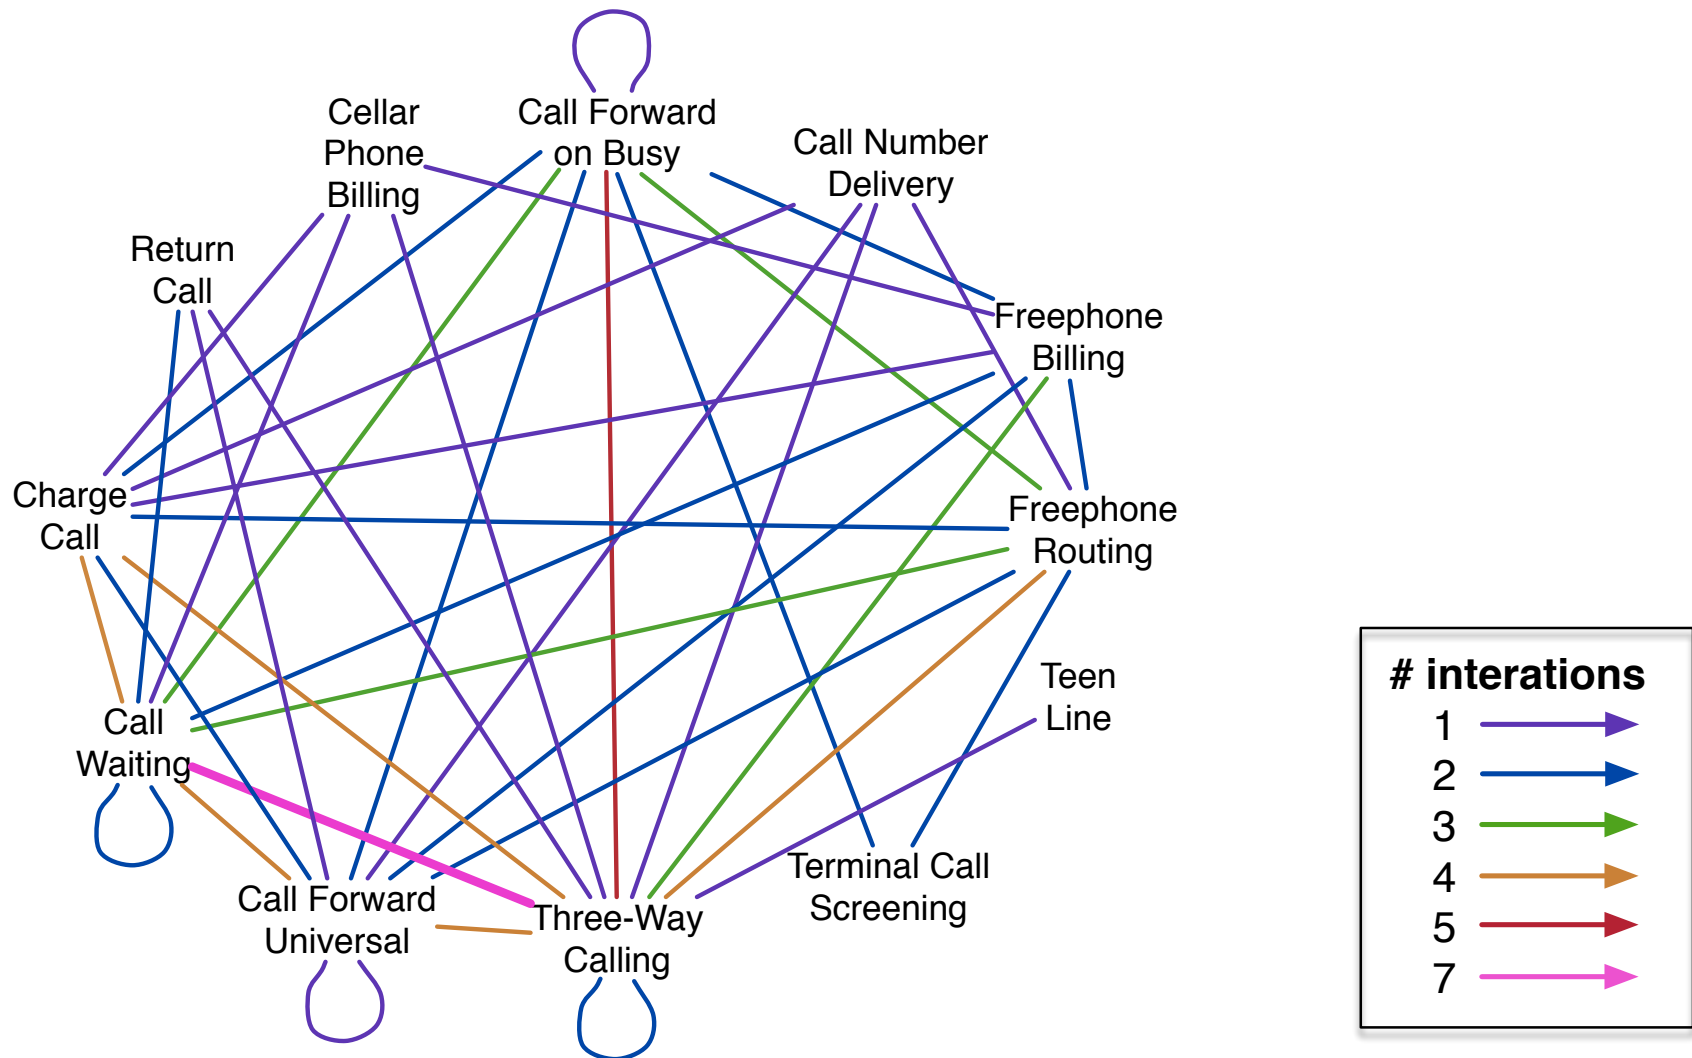 Cellar
Phone
Billing
Call Forward
on Busy
Call Number
Delivery
Return
Call
Freephone
Billing
Charge
Call
Freephone
Routing
Teen
Line
Call
Waiting
Call Forward
Universal
Three-Way
Calling
Terminal Call
Screening
# interations
1
2
3
4
5
7